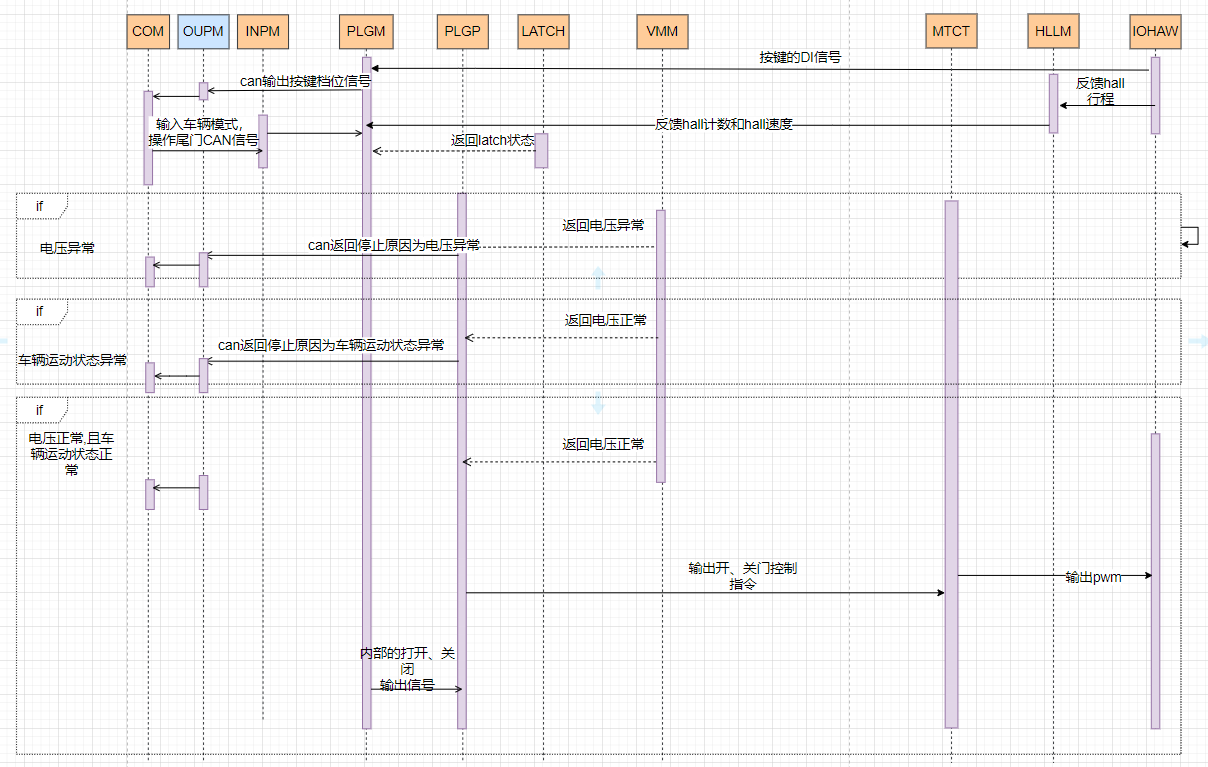 COM
OUPM
INPM
PLGM
PLGP
LATCH
VMM
MTCT
HLLM
IOHAW
按键的DI信号
can输出按键档位信号
反馈hall
行程
输入车辆模式,
操作尾门CAN信号
反馈hall计数和hall速度
返回latch状态
if
电压异常
返回电压异常
can返回停止原因为电压异常
if
车辆运动状态异常
返回电压正常
can返回停止原因为车辆运动状态异常
if
电压正常,且车
辆运动状态正
常
返回电压正常
输出开、关门控制
指令
输出pwm
内部的打开、关
闭
输出信号